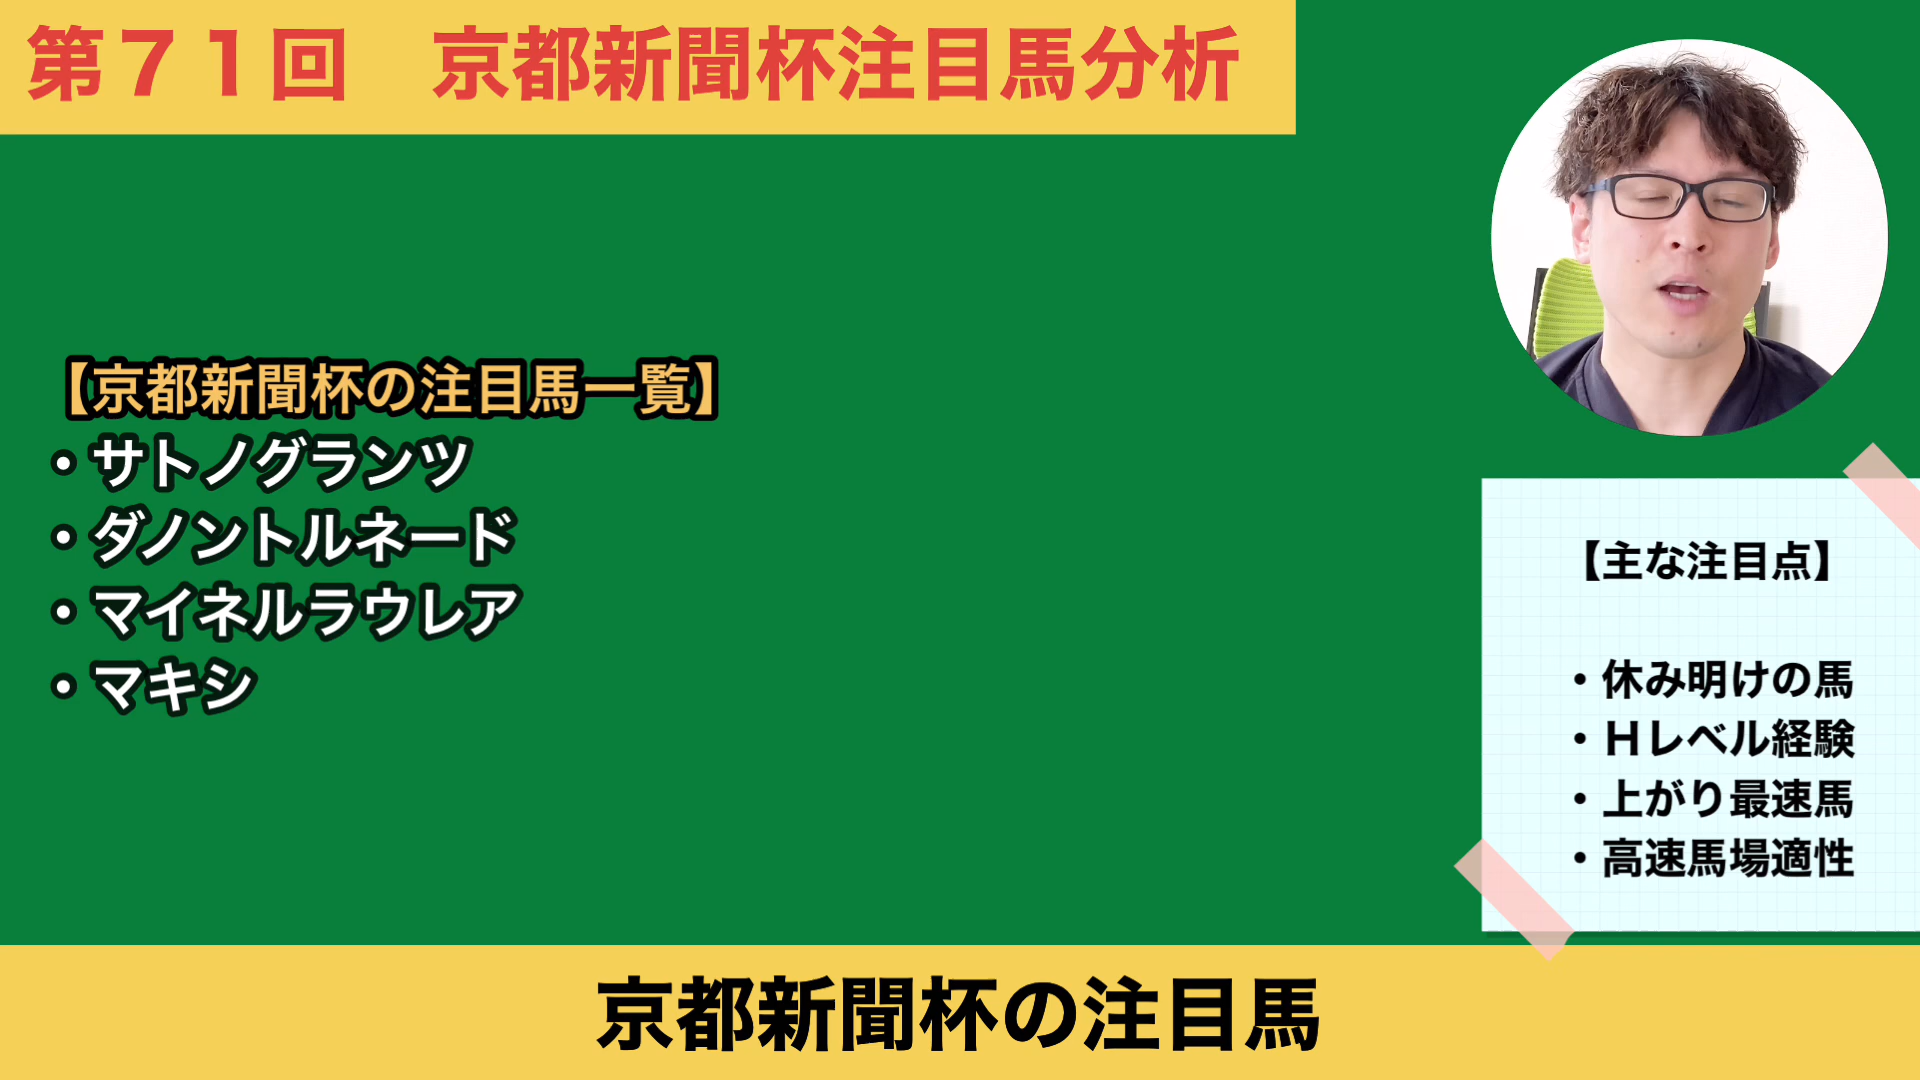 第７１回　京都新聞杯注目馬分析
【京都新聞杯の注目馬一覧】
・サトノグランツ
・ダノントルネード
・マイネルラウレア
・マキシ
【主な注目点】
・休み明けの馬
・Ｈレベル経験
・上がり最速馬
・高速馬場適性
京都新聞杯の注目馬